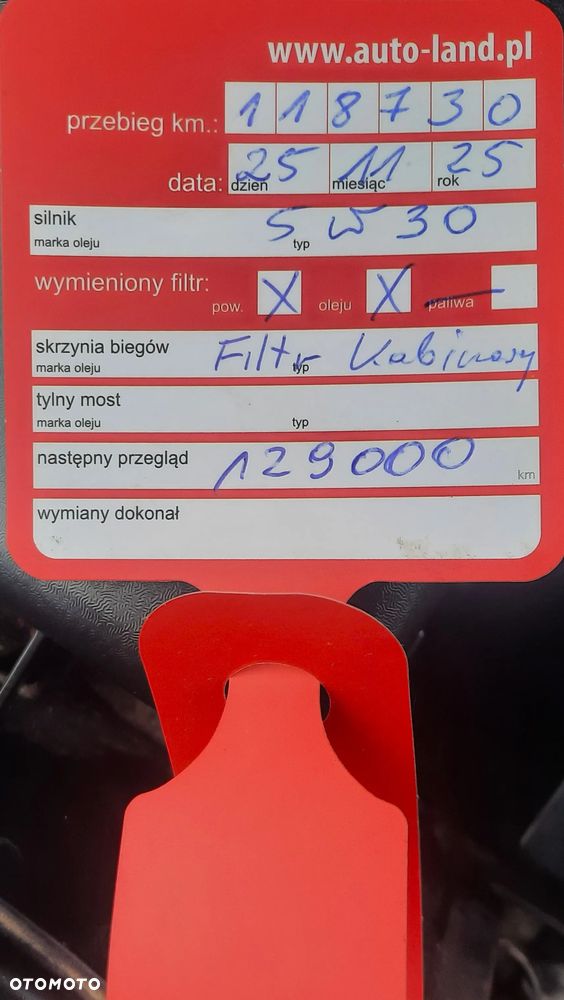 www.auto-land.pl
przebieg km.: 118730
data: 25 11 25
dzień miesiąc rok
silnik 5 W 30
marka oleju typ
wymieniony filtr: X X
pow. oleju paliwa
skrzynia biegów Filtr Kabinowy
marka oleju typ
tylny most
marka oleju typ
następny przegląd 129000 km
wymiany dokonał
OTOMOTO